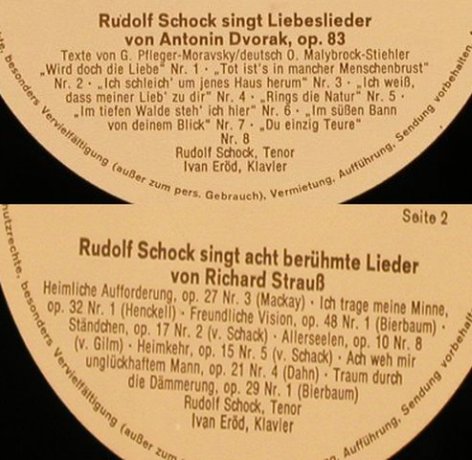 Rudolf Schock singt Liebeslieder
von Antonin Dvorak, op. 83
Texte von G. Pfleger-Moravsky/deutsch O. Malybrock-Stiehler
„Wird doch die Liebe" Nr. 1 · „Tot ist's in mancher Menschenbrust"
Nr. 2 · „Ich schleich' um jenes Haus herum" Nr. 3 · „Ich weiß,
dass meiner Lieb' zu dir" Nr. 4 · „Rings die Natur" Nr. 5 ·
„Im tiefen Walde steh' ich hier" Nr. 6 · „Im süßen Bann
von deinem Blick" Nr. 7 · „Du einzig Teure"
Nr. 8
Rudolf Schock, Tenor
Ivan Eröd, Klavier
besonders Vervielfältigung (außer zum pers. Gebrauch), Vermietung, Aufführung, Sendung vorbehalten
Seite 2
Rudolf Schock singt acht berühmte Lieder
von Richard Strauß
Heimliche Aufforderung, op. 27 Nr. 3 (Mackay) · Ich trage meine Minne,
op. 32 Nr. 1 (Henckell) · Freundliche Vision, op. 48 Nr. 1 (Bierbaum) ·
Ständchen, op. 17 Nr. 2 (v. Schack) · Allerseelen, op. 10 Nr. 8
(v. Gilm) · Heimkehr, op. 15 Nr. 5 (v. Schack) · Ach weh mir
unglückhaftem Mann, op. 21 Nr. 4 (Dahn) · Traum durch
die Dämmerung, op. 29 Nr. 1 (Bierbaum)
Rudolf Schock, Tenor
Ivan Eröd, Klavier
besonders Vervielfältigung (außer Aufführung, Sendung vorbehalten